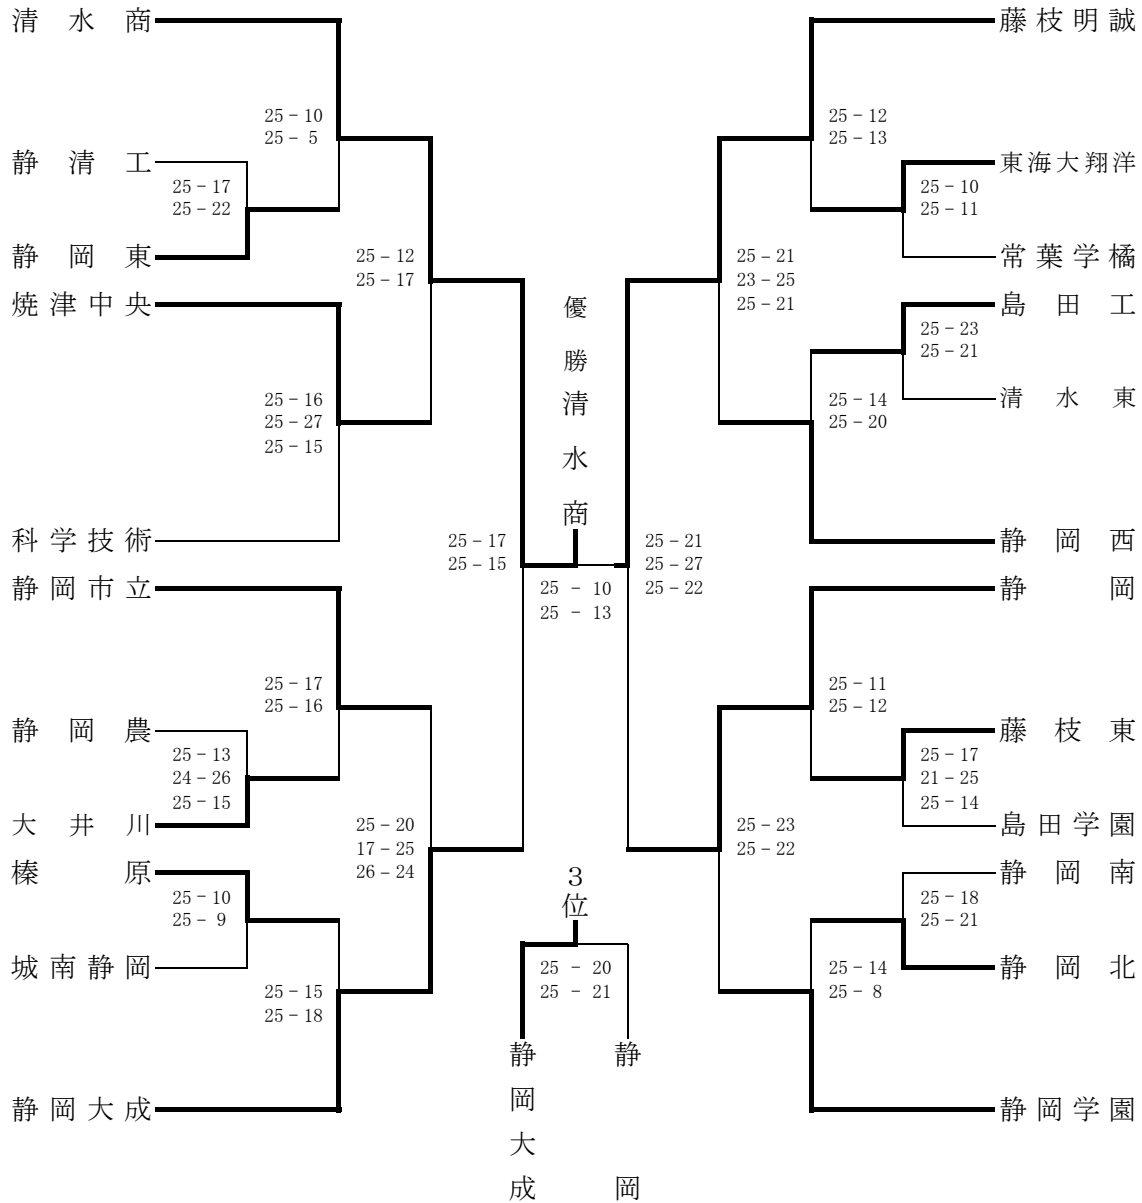 清水商
25-10
25-5
静清工
25-17
25-22
静岡東
25-12
25-17
焼津中央
25-16
25-27
25-15
科学技術
25-17
25-15
静岡市立
25-17
25-16
静岡農
25-13
24-26
25-15
大井川
25-20
17-25
26-24
榛原
25-10
25-9
城南静岡
25-15
25-18
静岡大成
優勝
清水商
25-10
25-13
3位
25-20
25-21
静岡大成
静岡
藤枝明誠
25-12
25-13
東海大翔洋
25-10
25-11
常葉学橘
25-21
23-25
25-21
島田工
25-23
25-21
清水東
25-14
25-20
静岡西
25-21
25-27
25-22
静岡
25-11
25-12
藤枝東
25-17
21-25
25-14
島田学園
25-23
25-22
静岡南
25-18
25-21
静岡北
25-14
25-8
静岡学園